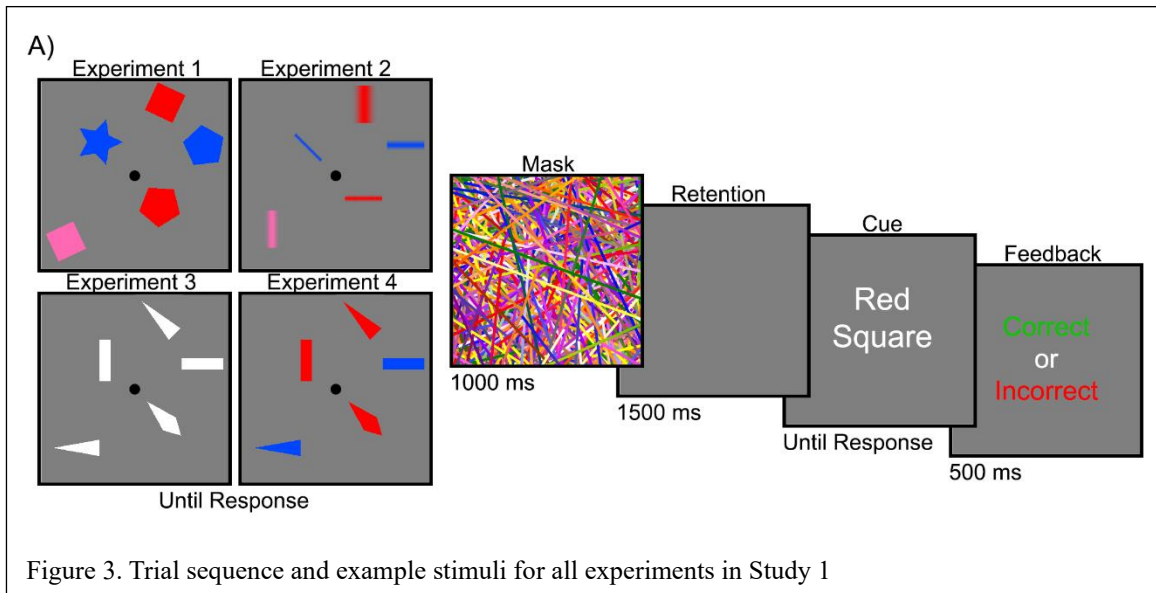 A)
Experiment 1
Experiment 2
Experiment 3
Experiment 4
Until Response
Mask
1000 ms
Retention
1500 ms
Cue
Red
Square
Until Response
Feedback
Correct
or
Incorrect
500 ms
Figure 3. Trial sequence and example stimuli for all experiments in Study 1